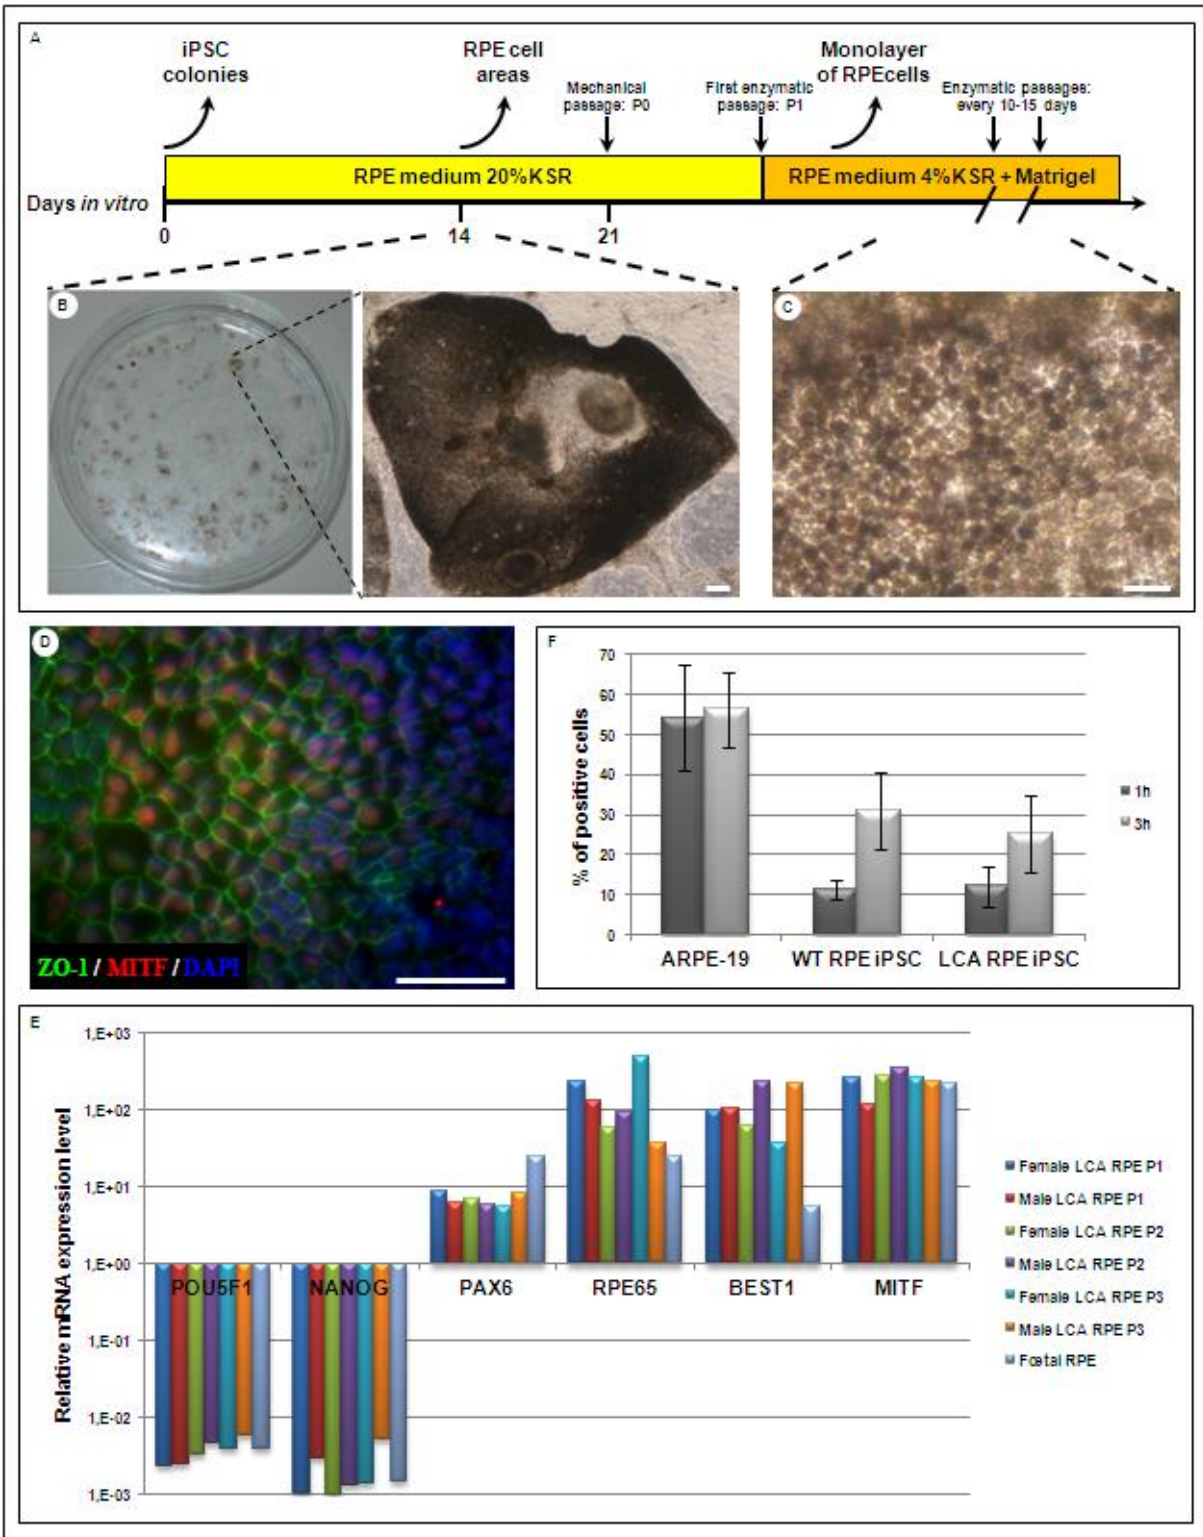 A
iPSC
colonies
RPE cell
areas
Mechanical
passage: P0
First enzymatic
passage: P1
Monolayer
of RPEcells
Enzymatic passages:
every 10-15 days
RPE medium 20%KSR
RPE medium 4%KSR + Matrigel
Days in vitro
0
14
21
B
C
D
ZO-1 / MITF / DAPI
F
70
60
50
40
30
20
10
0
% of positive cells
ARPE-19
WT RPE iPSC
LCA RPE iPSC
1h
3h
E
1,E+03
1,E+02
1,E+01
1,E+00
1,E-01
1,E-02
1,E-03
Relative mRNA expression level
POU5F1
NANOG
PAX6
RPE65
BEST1
MITF
Female LCA RPE P1
Male LCA RPE P1
Female LCA RPE P2
Male LCA RPE P2
Female LCA RPE P3
Male LCA RPE P3
Fœtal RPE